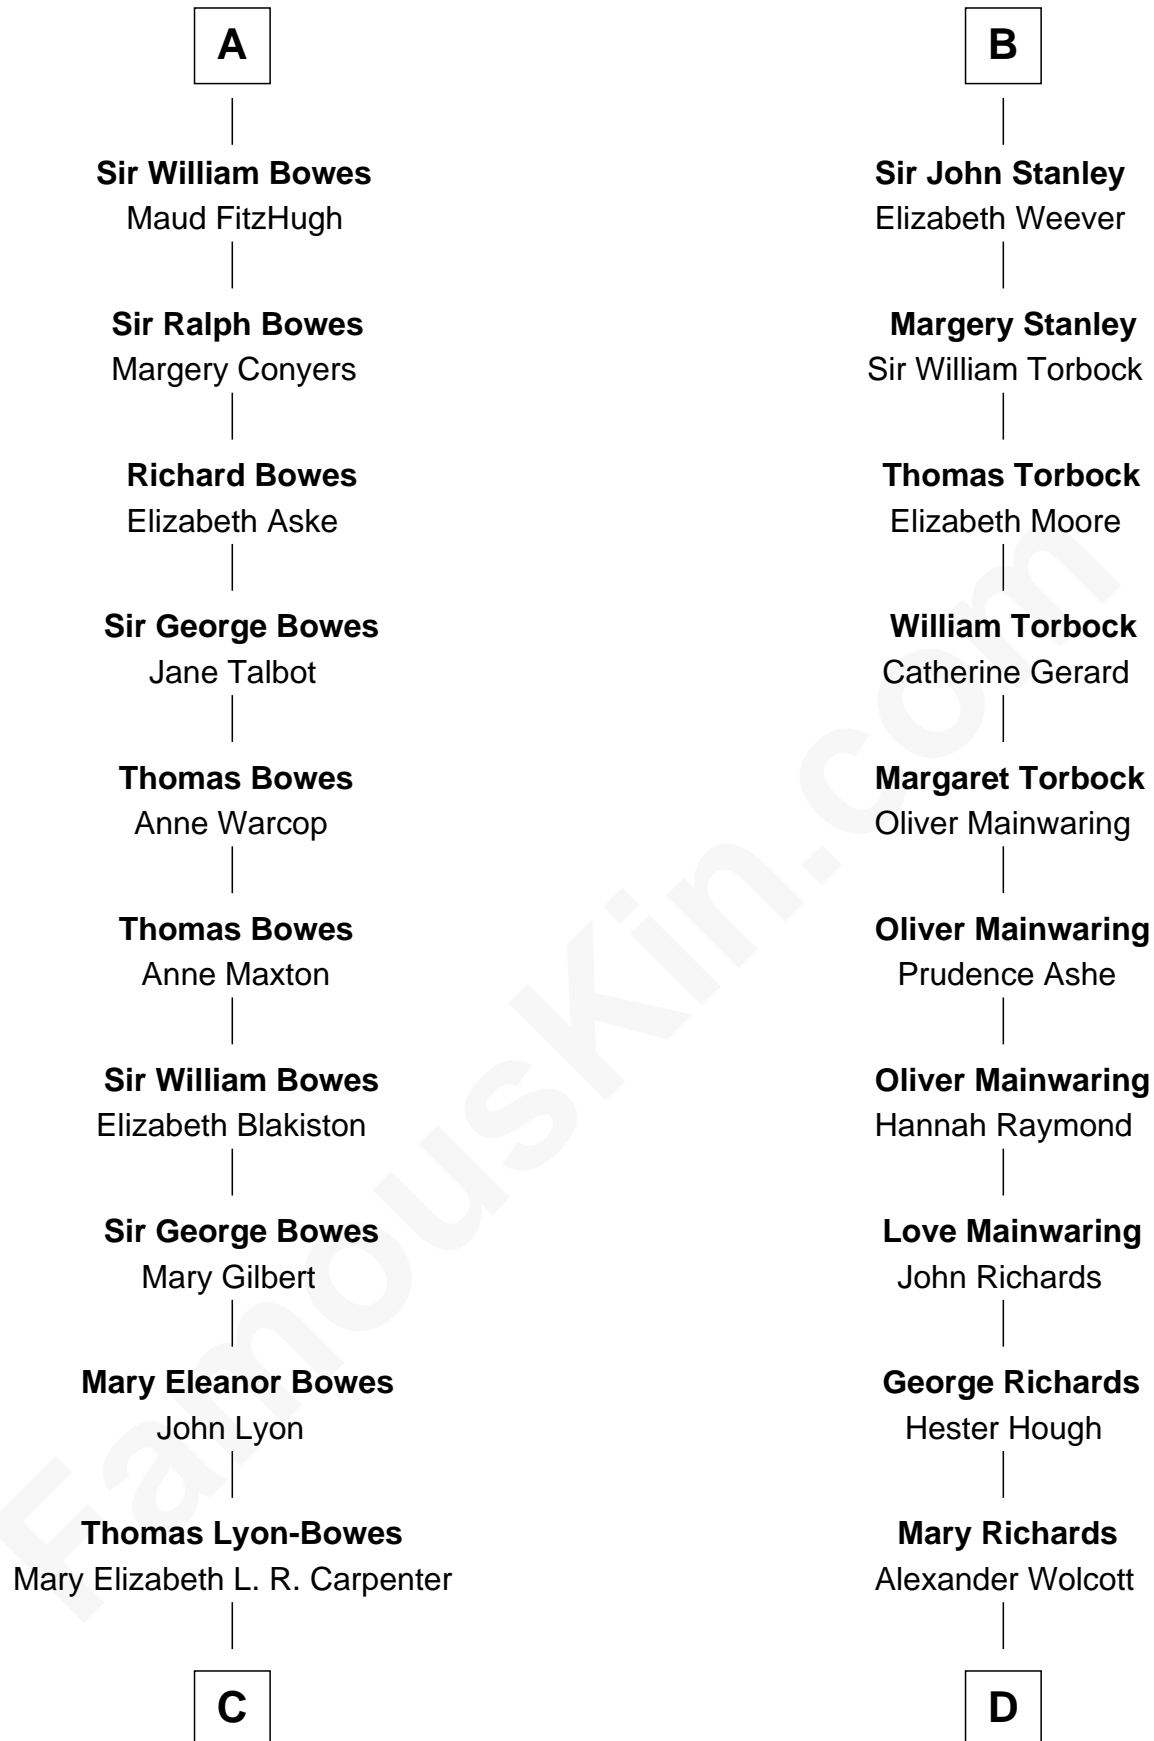 A
Sir William Bowes
Maud FitzHugh
Sir Ralph Bowes
Margery Conyers
Richard Bowes
Elizabeth Aske
Sir George Bowes
Jane Talbot
Thomas Bowes
Anne Warcop
Thomas Bowes
Anne Maxton
Sir William Bowes
Elizabeth Blakiston
Sir George Bowes
Mary Gilbert
Mary Eleanor Bowes
John Lyon
Thomas Lyon-Bowes
Mary Elizabeth L. R. Carpenter
C
B
Sir John Stanley
Elizabeth Weever
Margery Stanley
Sir William Torbock
Thomas Torbock
Elizabeth Moore
William Torbock
Catherine Gerard
Margaret Torbock
Oliver Mainwaring
Oliver Mainwaring
Prudence Ashe
Oliver Mainwaring
Hannah Raymond
Love Mainwaring
John Richards
George Richards
Hester Hough
Mary Richards
Alexander Wolcott
D
FamousKin.com